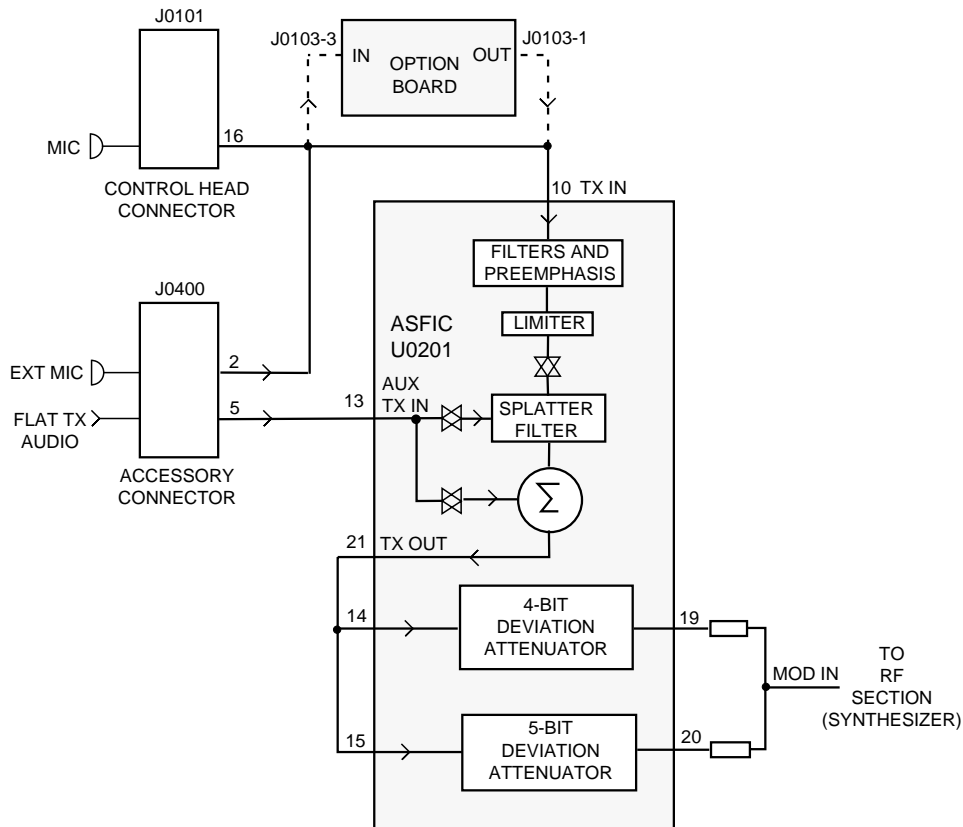 J0101
J0103-3
J0103-1
IN
OUT
OPTION
BOARD
MIC
16
CONTROL HEAD
CONNECTOR
10 TX IN
FILTERS AND
PREEMPHASIS
J0400
LIMITER
ASFIC
U0201
EXT MIC
2
AUX
TX IN
FLAT TX
AUDIO
5
13
SPLATTER
FILTER
ACCESSORY
CONNECTOR
Σ
21
TX OUT
14
4-BIT
DEVIATION
ATTENUATOR
19
MOD IN
TO
RF
SECTION
(SYNTHESIZER)
15
5-BIT
DEVIATION
ATTENUATOR
20